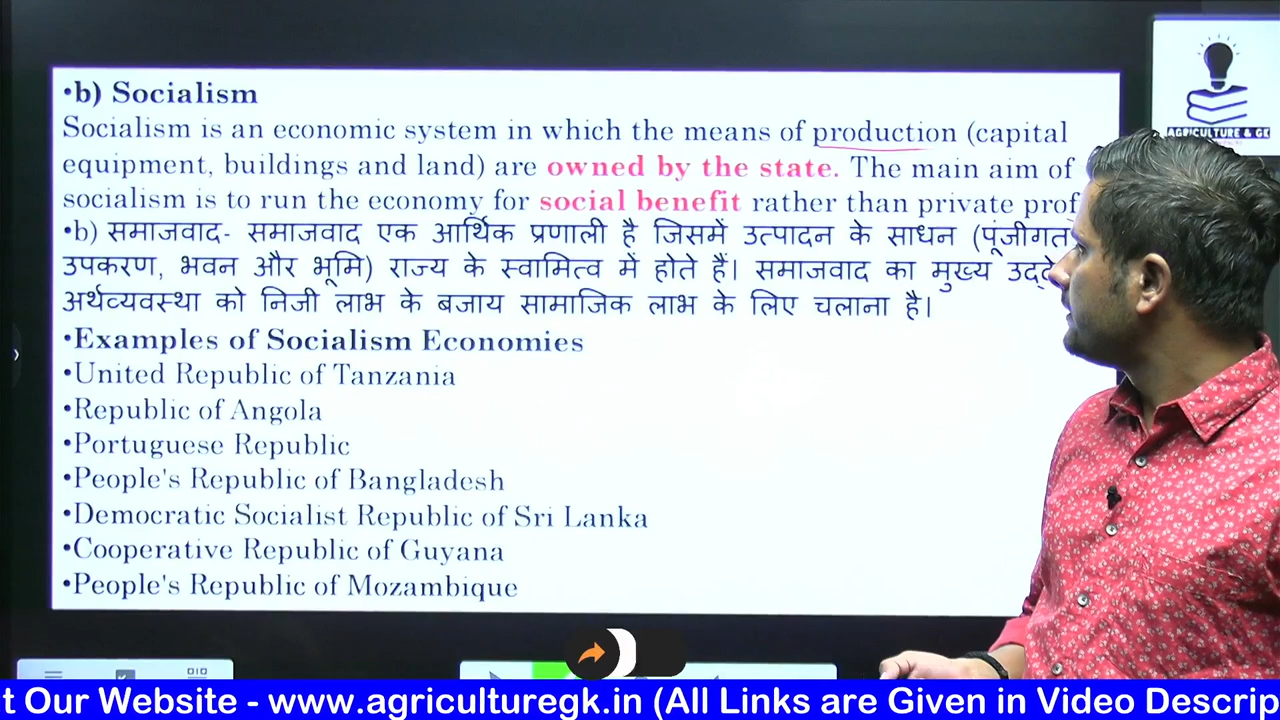 •b) Socialism
Socialism is an economic system in which the means of production (capital
equipment, buildings and land) are owned by the state. The main aim of
socialism is to run the economy for social benefit rather than private prof
•b) समाजवाद- समाजवाद एक आर्थिक प्रणाली है जिसमें उत्पादन के साधन (पूंजीगत
उपकरण, भवन और भूमि) राज्य के स्वामित्व में होते हैं। समाजवाद का मुख्य
अर्थव्यवस्था को निजी लाभ के बजाय सामाजिक लाभ के लिए चलाना है।
•Examples of Socialism Economies
•United Republic of Tanzania
•Republic of Angola
•Portuguese Republic
•People's Republic of Bangladesh
•Democratic Socialist Republic of Sri Lanka
•Cooperative Republic of Guyana
•People's Republic of Mozambique
AGRICULTURE & GK
t Our Website - www.agriculturegk.in (All Links are Given in Video Descrip